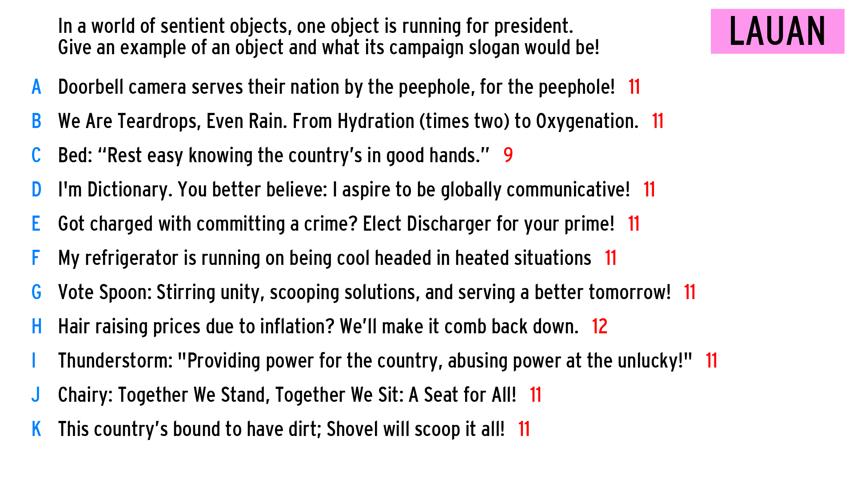 In a world of sentient objects, one object is running for president.
Give an example of an object and what its campaign slogan would be!
LAUAN
A Doorbell camera serves their nation by the peephole, for the peephole! 11
B We Are Teardrops, Even Rain. From Hydration (times two) to Oxygenation. 11
C Bed: “Rest easy knowing the country’s in good hands.” 9
D I'm Dictionary. You better believe: I aspire to be globally communicative! 11
E Got charged with committing a crime? Elect Discharger for your prime! 11
F My refrigerator is running on being cool headed in heated situations 11
G Vote Spoon: Stirring unity, scooping solutions, and serving a better tomorrow! 11
H Hair raising prices due to inflation? We’ll make it comb back down. 12
I Thunderstorm: "Providing power for the country, abusing power at the unlucky!" 11
J Chairy: Together We Stand, Together We Sit: A Seat for All! 11
K This country’s bound to have dirt; Shovel will scoop it all! 11